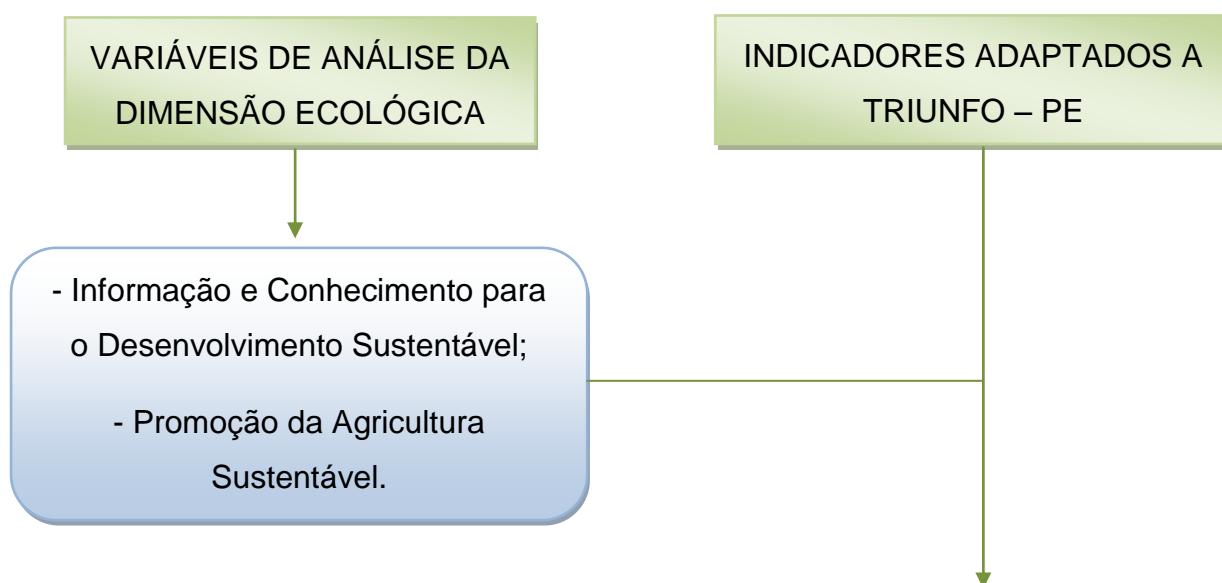 VARIÁVEIS DE ANÁLISE DA
DIMENSÃO ECOLÓGICA
INDICADORES ADAPTADOS A
TRIUNFO – PE
- Informação e Conhecimento para
o Desenvolvimento Sustentável;
- Promoção da Agricultura
Sustentável.